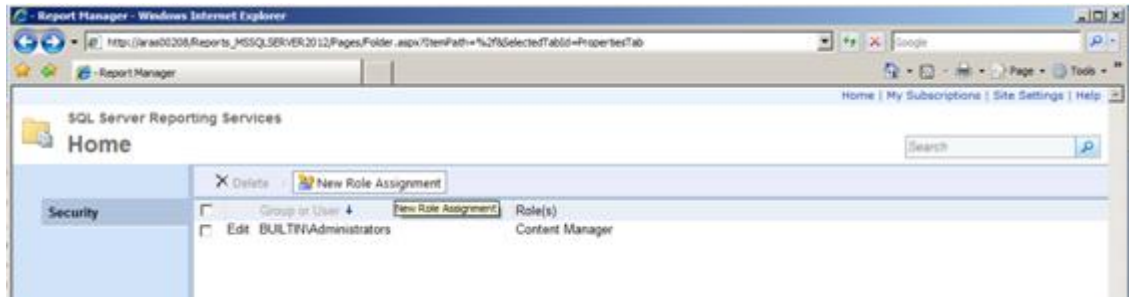 - Report Manager - Windows Internet Explorer
http://aras00208/Reports_MSSQLSERVER2012/Pages/Folder.aspx?ItemPath=%2f&SelectedTabId=PropertiesTab
Google
- Report Manager
Page Tools
Home | My Subscriptions | Site Settings | Help
SQL Server Reporting Services
Home
Search
Delete New Role Assignment
Security
Group or User ↓ New Role Assignment Role(s)
Edit BUILTIN\Administrators Content Manager